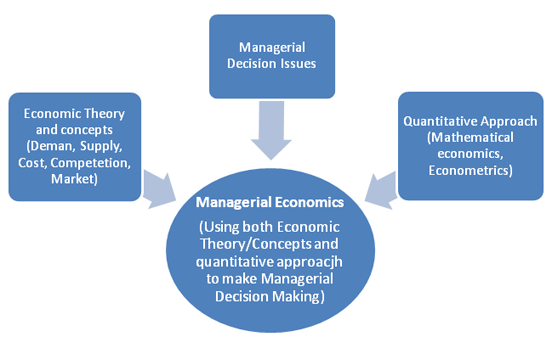 Managerial
Decision Issues
Economic Theory
and concepts
(Deman, Supply,
Cost, Competetion,
Market)
Quantitative Approach
(Mathematical
economics,
Econometrics)
Managerial Economics
(Using both Economic
Theory/Concepts and
quantitative approacjh
to make Managerial
Decision Making)